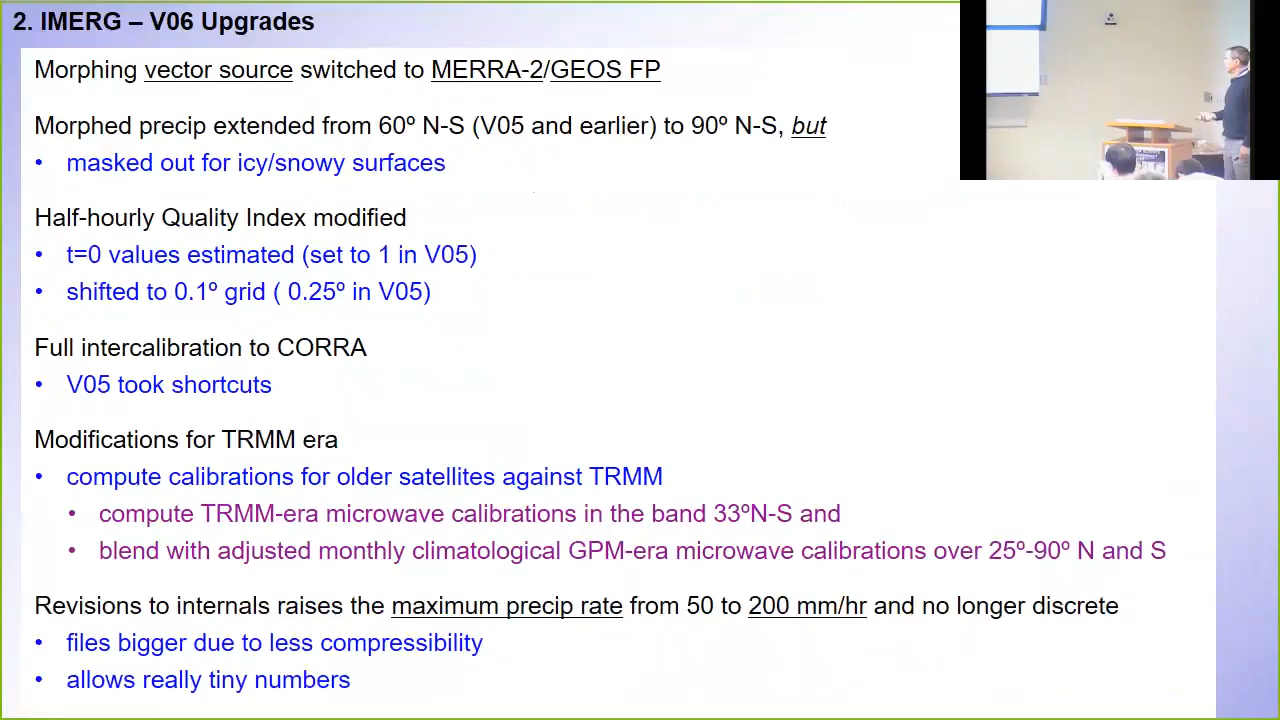 2. IMERG – V06 Upgrades
Morphing vector source switched to MERRA-2/GEOS FP
Morphed precip extended from 60º N-S (V05 and earlier) to 90º N-S, but
• masked out for icy/snowy surfaces
Half-hourly Quality Index modified
• t=0 values estimated (set to 1 in V05)
• shifted to 0.1º grid ( 0.25º in V05)
Full intercalibration to CORRA
• V05 took shortcuts
Modifications for TRMM era
• compute calibrations for older satellites against TRMM
• compute TRMM-era microwave calibrations in the band 33ºN-S and
• blend with adjusted monthly climatological GPM-era microwave calibrations over 25º-90º N and S
Revisions to internals raises the maximum precip rate from 50 to 200 mm/hr and no longer discrete
• files bigger due to less compressibility
• allows really tiny numbers